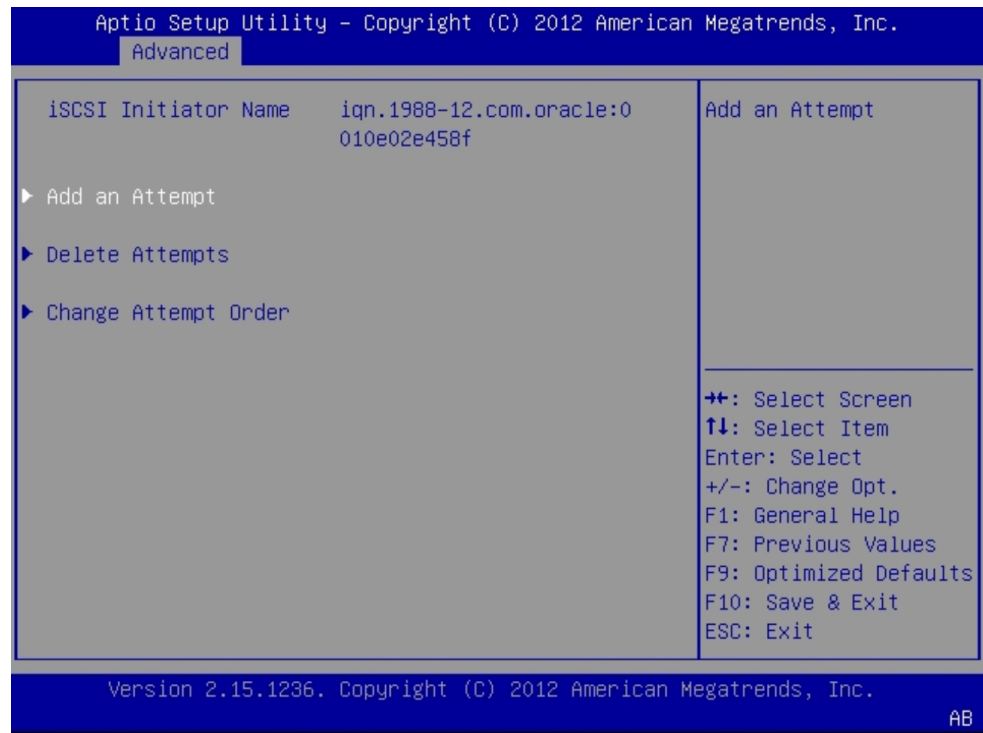 Aptio Setup Utility – Copyright (C) 2012 American Megatrends, Inc.
Advanced
iSCSI Initiator Name iqn.1988-12.com.oracle:0
010e02e458f
Add an Attempt
Delete Attempts
Change Attempt Order
Add an Attempt
→←: Select Screen
↑↓: Select Item
Enter: Select
+/-: Change Opt.
F1: General Help
F7: Previous Values
F9: Optimized Defaults
F10: Save & Exit
ESC: Exit
Version 2.15.1236. Copyright (C) 2012 American Megatrends, Inc.
AB